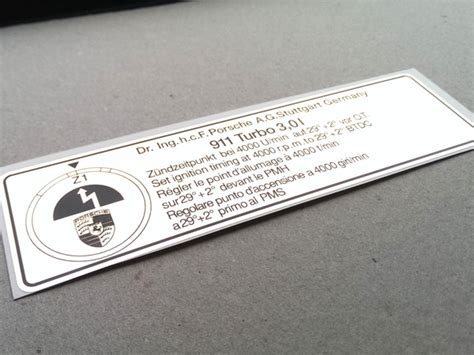 Dr. Ing.h.c.F.Porsche A.G.Stuttgart Germany
911 Turbo 3,0 l
Zündzeitpunkt bei 4000 U/min auf 29°+2° vor O.T.
Set ignition timing at 4000 r.p.m. to 29°+2° BTDC
Régler le point d'allumage à 4000 t/min
sur 29°+2° devant le PMH
Regolare punto d'accensione a 4000 giri/min
a 29°+2° primo al PMS
Z1
PORSCHE